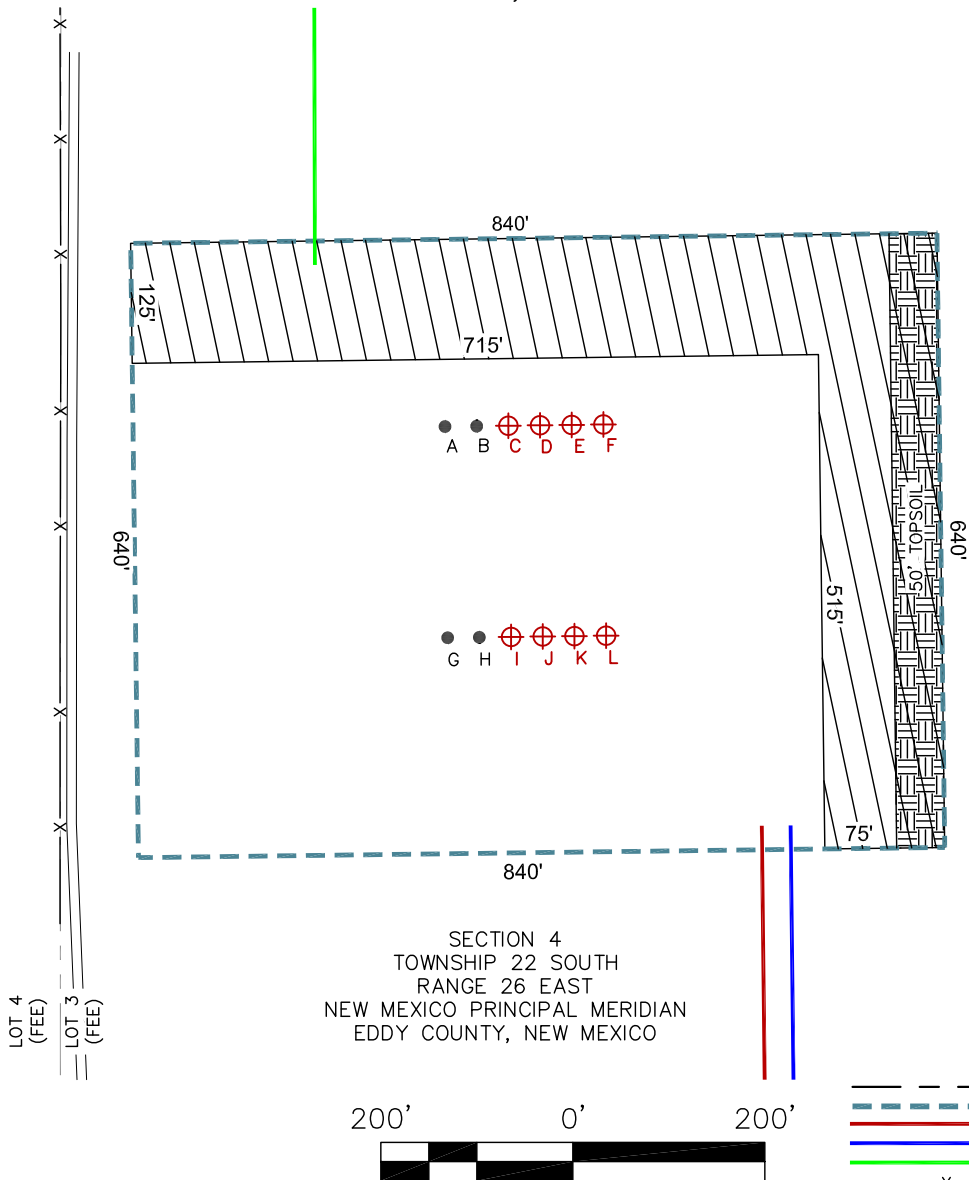 840'
125'
715'
A B C D E F
640'
50' TOPSOIL
640'
515'
G H I J K L
75'
840'
SECTION 4
TOWNSHIP 22 SOUTH
RANGE 26 EAST
NEW MEXICO PRINCIPAL MERIDIAN
EDDY COUNTY, NEW MEXICO
LOT 4
(FEE)
LOT 3
(FEE)
200' 0' 200'